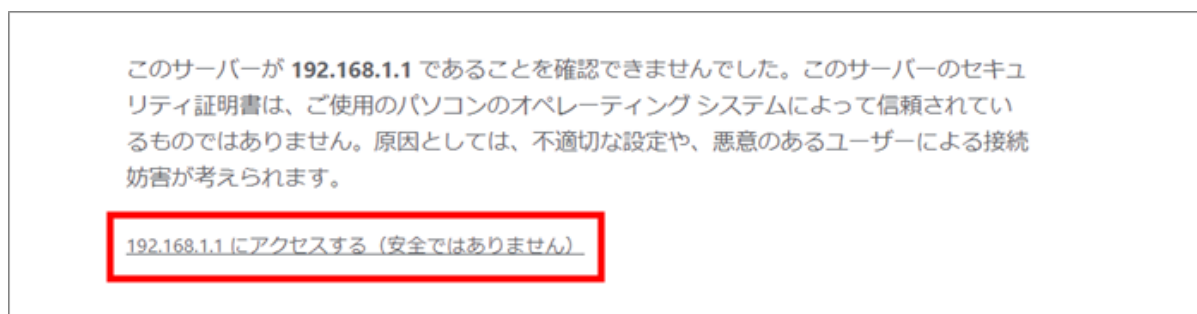 このサーバーが 192.168.1.1 であることを確認できませんでした。このサーバーのセキュ
リティ証明書は、ご使用のパソコンのオペレーティング システムによって信頼されてい
るものではありません。原因としては、不適切な設定や、悪意のあるユーザーによる接続
妨害が考えられます。
192.168.1.1 にアクセスする（安全ではありません）